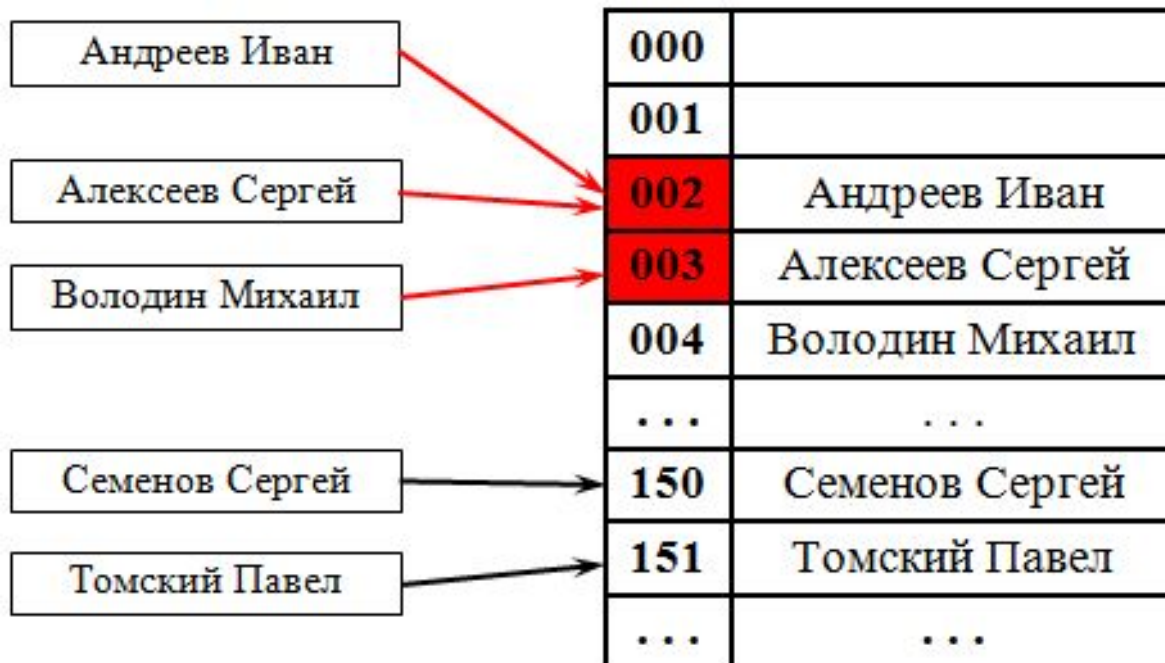 Андреев Иван
Алексеев Сергей
Володин Михаил
Семенов Сергей
Томский Павел
000
001
002 Андреев Иван
003 Алексеев Сергей
004 Володин Михаил
... ...
150 Семенов Сергей
151 Томский Павел
... ...